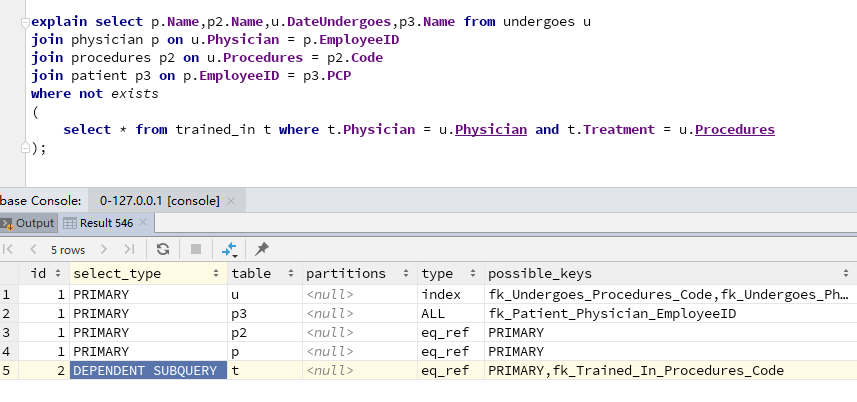 explain select p.Name,p2.Name,u.DateUndergoes,p3.Name from undergoes u
join physician p on u.Physician = p.EmployeeID
join procedures p2 on u.Procedures = p2.Code
join patient p3 on p.EmployeeID = p3.PCP
where not exists
(
select * from trained_in t where t.Physician = u.Physician and t.Treatment = u.Procedures
);
base Console: 0-127.0.0.1 [console]
Output Result 546
5 rows
id select_type table partitions type possible_keys
1 1 PRIMARY u <null> index fk_Undergoes_Procedures_Code,fk_Undergoes_Ph…
2 1 PRIMARY p3 <null> ALL fk_Patient_Physician_EmployeeID
3 1 PRIMARY p2 <null> eq_ref PRIMARY
4 1 PRIMARY p <null> eq_ref PRIMARY
5 2 DEPENDENT SUBQUERY t <null> eq_ref PRIMARY,fk_Trained_In_Procedures_Code